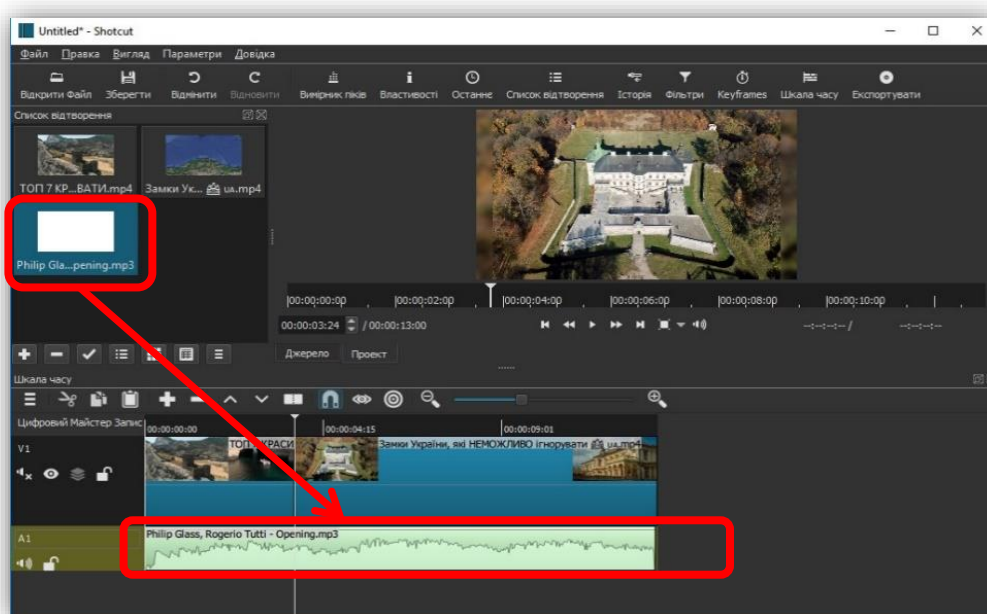 Untitled* - Shotcut
Файл Правка Вигляд Параметри Довідка
Відкрити Файл Зберегти Відмінити Відновити Вимірник піків Властивості Останнє Список відтворення Історія Фільтри Keyframes Шкала часу Експортувати
Список відтворення
ТОП 7 КР...ВАТИ.mp4 Замки Ук... 🏰 ᴜᴀ.mp4
Philip Gla...pening.mp3
00:00:00:00 00:00:02:00 00:00:04:00 00:00:06:00 00:00:08:00 00:00:10:00
00:00:03:24 / 00:00:13:00 --:--:--:-- / --:--:--:--
Джерело Проект
Шкала часу
Цифровий Майстер Запис 00:00:00:00 00:00:04:15 00:00:09:01
V1 Замки України, які НЕМОЖЛИВО ігнорувати 🏰 ᴜᴀ.mp4
A1 Philip Glass, Rogerio Tutti - Opening.mp3